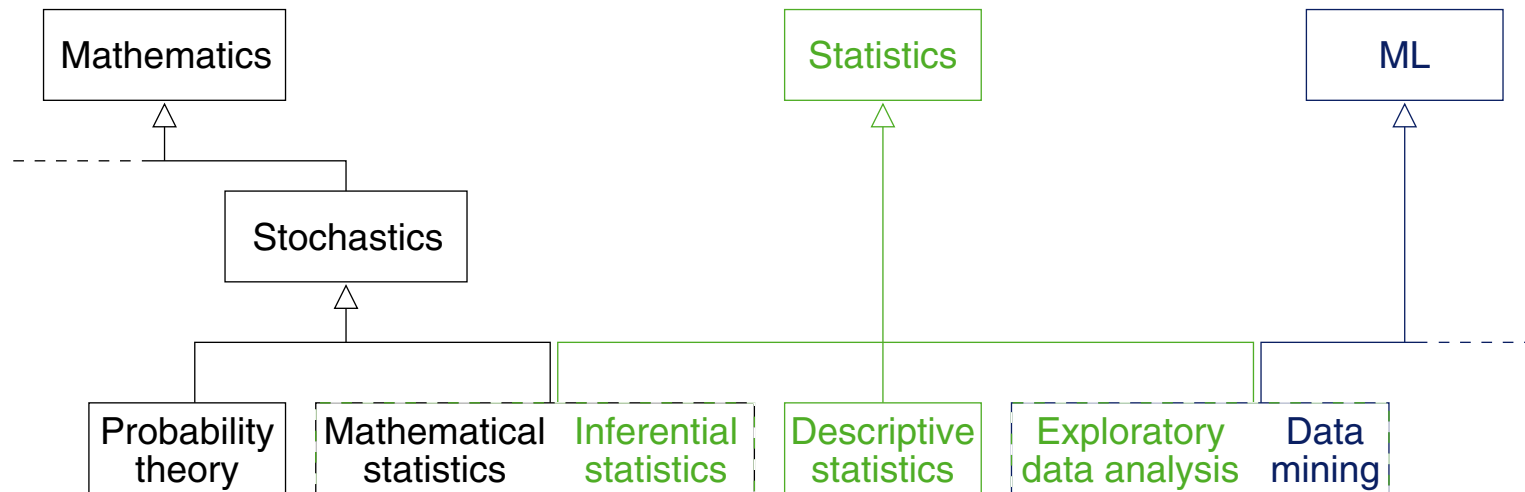 Mathematics
Statistics
ML
Stochastics
Probability
theory
Mathematical
statistics
Inferential
statistics
Descriptive
statistics
Exploratory
data analysis
Data
mining